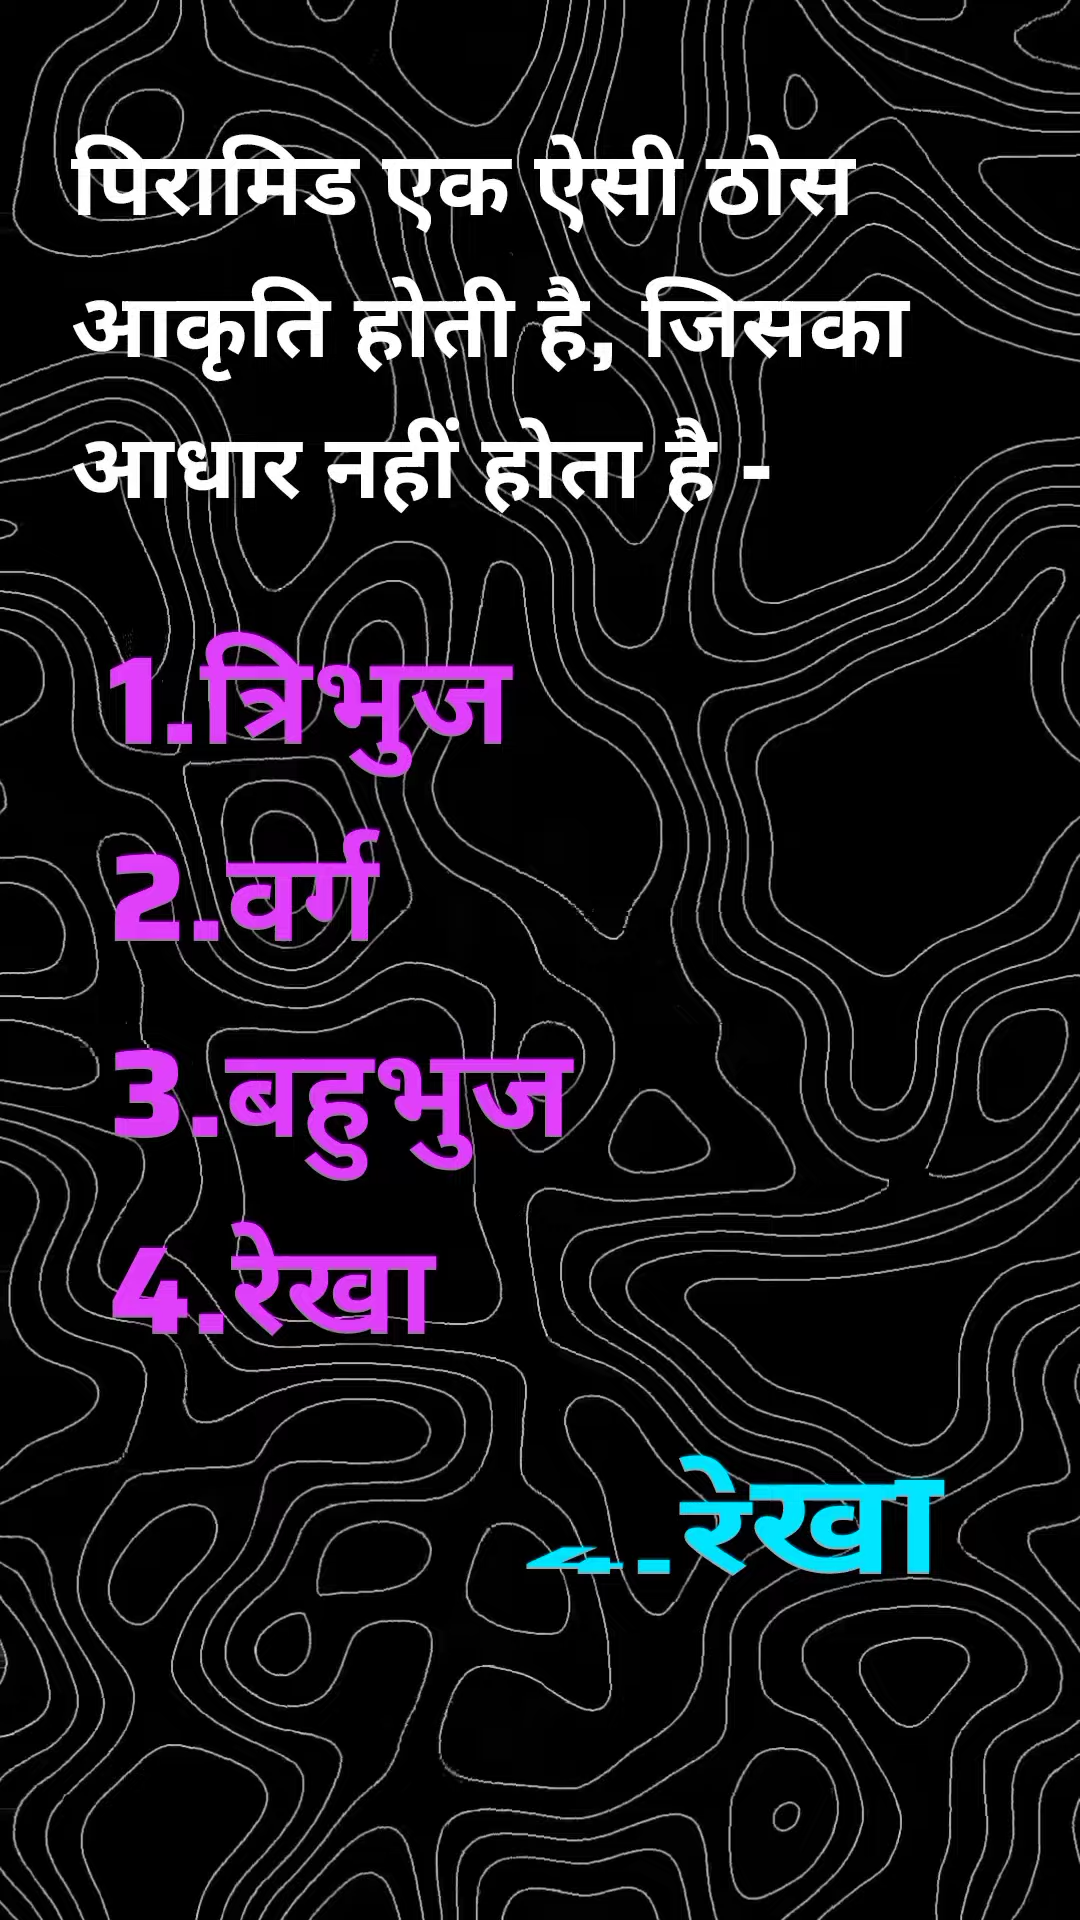 पिरामिड एक ऐसी ठोस
आकृति होती है, जिसका
आधार नहीं होता है -
1.त्रिभुज
2.वर्ग
3.बहुभुज
4.रेखा
4.रेखा